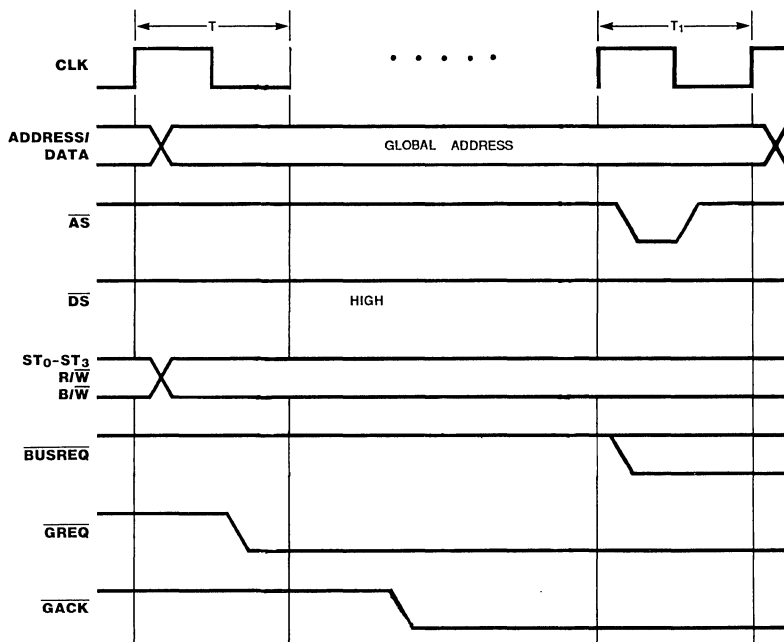 T
T₁
CLK
. . . . .
ADDRESS/
DATA
GLOBAL ADDRESS
AS
DS
HIGH
ST₀–ST₃
R/W
B/W
BUSREQ
GREQ
GACK